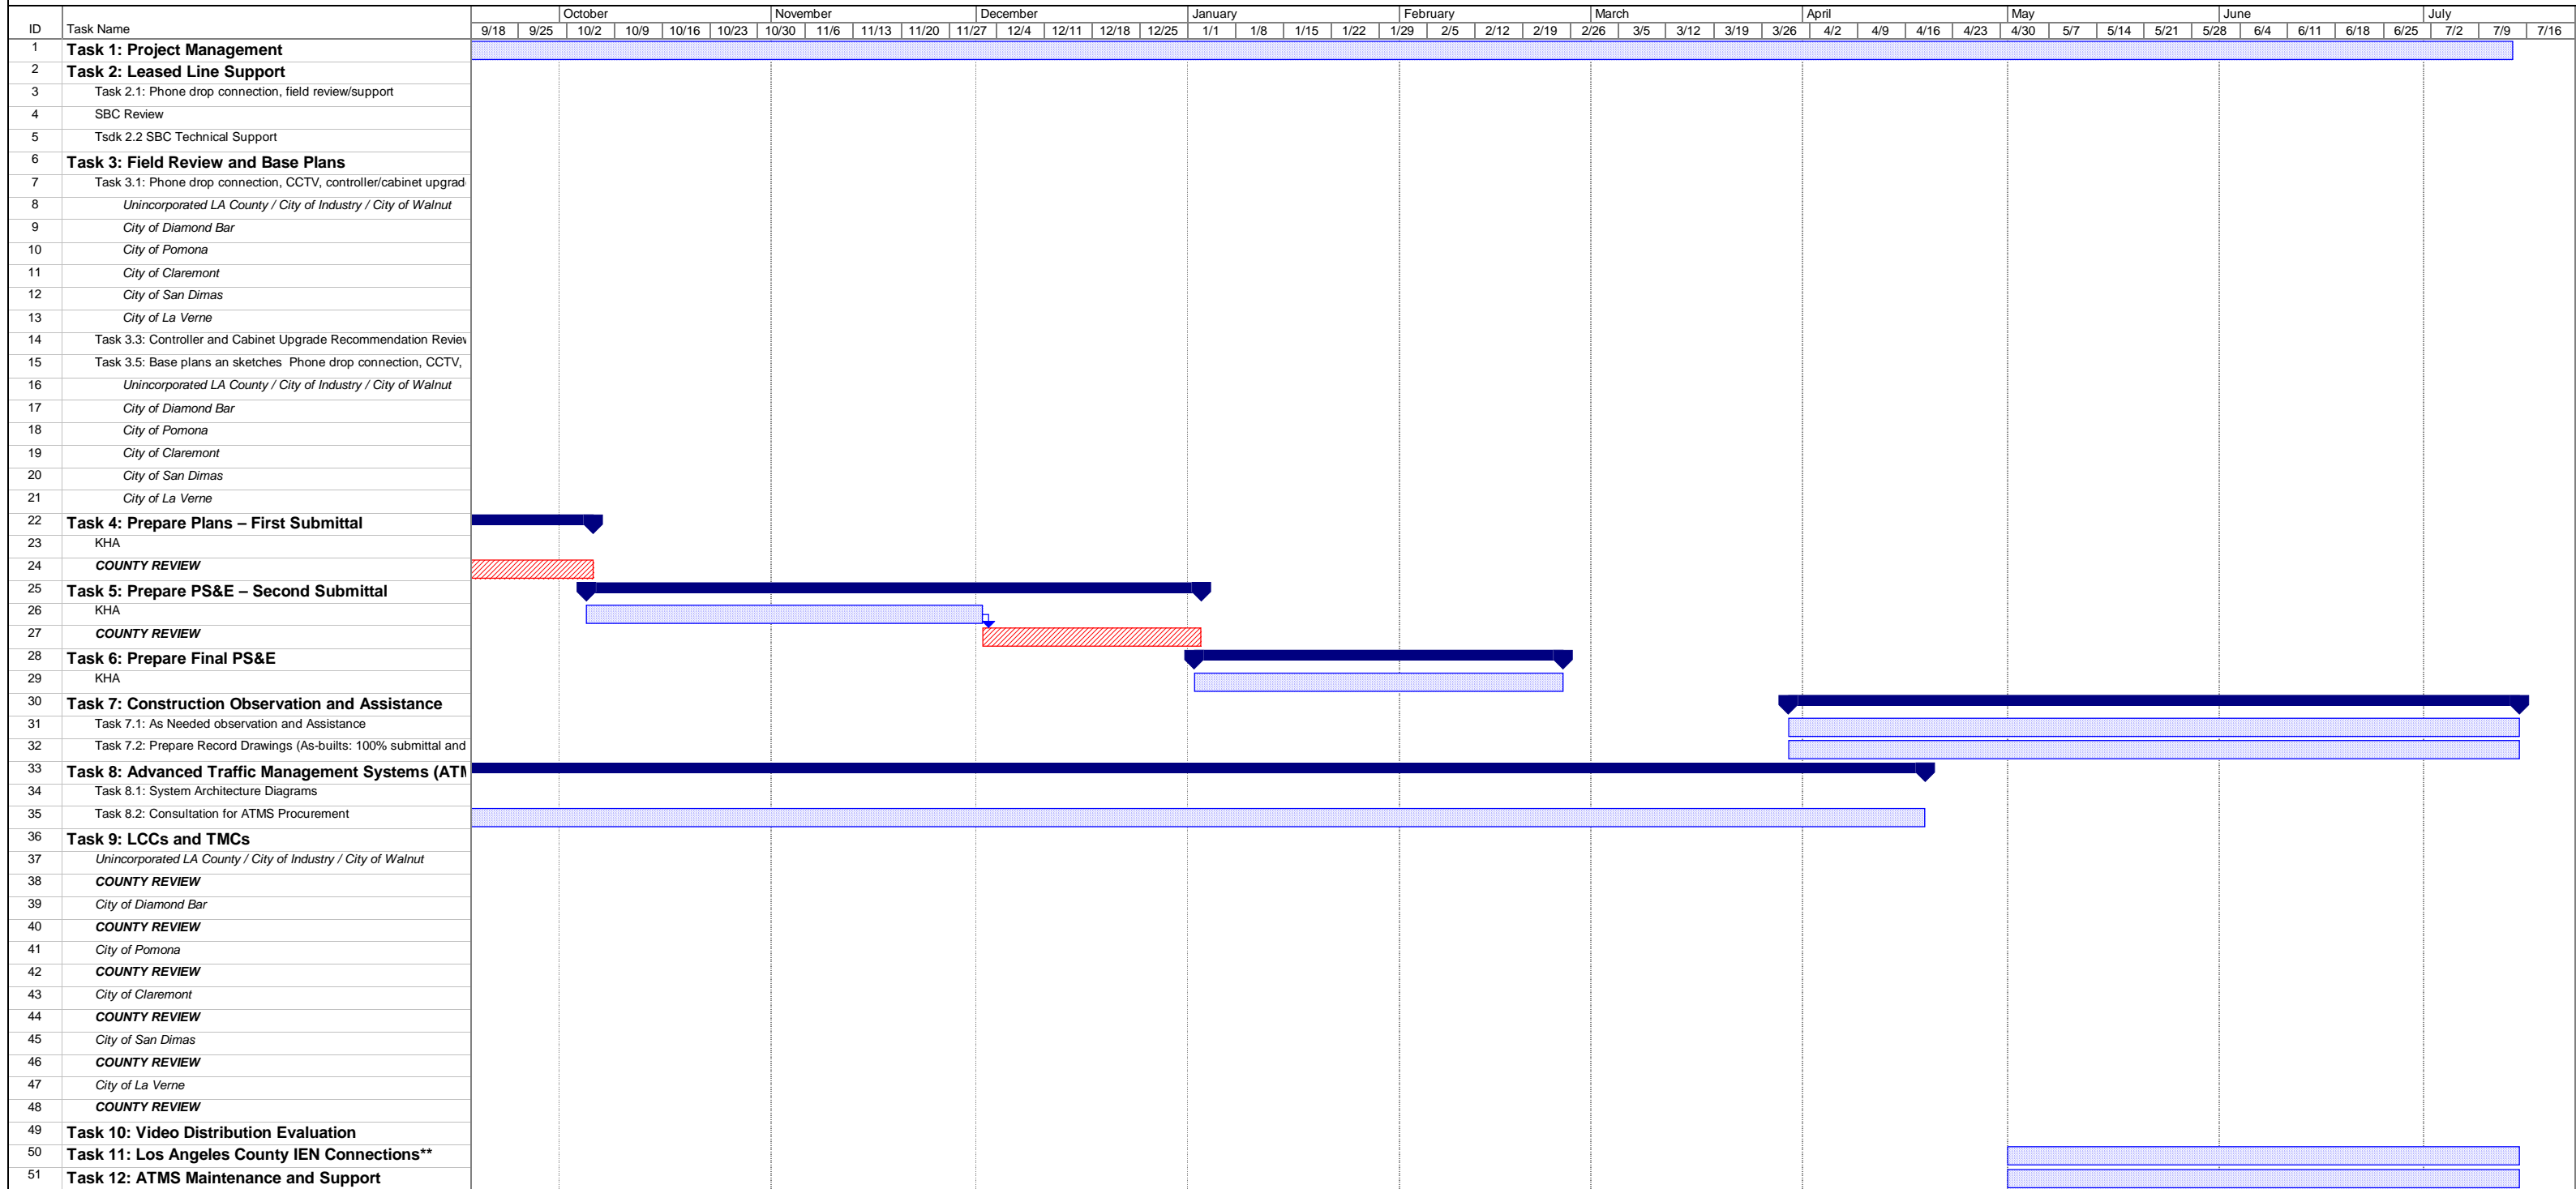 October November December January February March April May June July
ID Task Name 9/18 9/25 10/2 10/9 10/16 10/23 10/30 11/6 11/13 11/20 11/27 12/4 12/11 12/18 12/25 1/1 1/8 1/15 1/22 1/29 2/5 2/12 2/19 2/26 3/5 3/12 3/19 3/26 4/2 4/9 4/16 4/23 4/30 5/7 5/14 5/21 5/28 6/4 6/11 6/18 6/25 7/2 7/9 7/16
1 Task 1: Project Management
2 Task 2: Leased Line Support
3 Task 2.1: Phone drop connection, field review/support
4 SBC Review
5 Tsdk 2.2 SBC Technical Support
6 Task 3: Field Review and Base Plans
7 Task 3.1: Phone drop connection, CCTV, controller/cabinet upgrad
8 Unincorporated LA County / City of Industry / City of Walnut
9 City of Diamond Bar
10 City of Pomona
11 City of Claremont
12 City of San Dimas
13 City of La Verne
14 Task 3.3: Controller and Cabinet Upgrade Recommendation Review
15 Task 3.5: Base plans an sketches Phone drop connection, CCTV,
16 Unincorporated LA County / City of Industry / City of Walnut
17 City of Diamond Bar
18 City of Pomona
19 City of Claremont
20 City of San Dimas
21 City of La Verne
22 Task 4: Prepare Plans – First Submittal
23 KHA
24 COUNTY REVIEW
25 Task 5: Prepare PS&E – Second Submittal
26 KHA
27 COUNTY REVIEW
28 Task 6: Prepare Final PS&E
29 KHA
30 Task 7: Construction Observation and Assistance
31 Task 7.1: As Needed observation and Assistance
32 Task 7.2: Prepare Record Drawings (As-builts: 100% submittal and
33 Task 8: Advanced Traffic Management Systems (ATM
34 Task 8.1: System Architecture Diagrams
35 Task 8.2: Consultation for ATMS Procurement
36 Task 9: LCCs and TMCs
37 Unincorporated LA County / City of Industry / City of Walnut
38 COUNTY REVIEW
39 City of Diamond Bar
40 COUNTY REVIEW
41 City of Pomona
42 COUNTY REVIEW
43 City of Claremont
44 COUNTY REVIEW
45 City of San Dimas
46 COUNTY REVIEW
47 City of La Verne
48 COUNTY REVIEW
49 Task 10: Video Distribution Evaluation
50 Task 11: Los Angeles County IEN Connections**
51 Task 12: ATMS Maintenance and Support